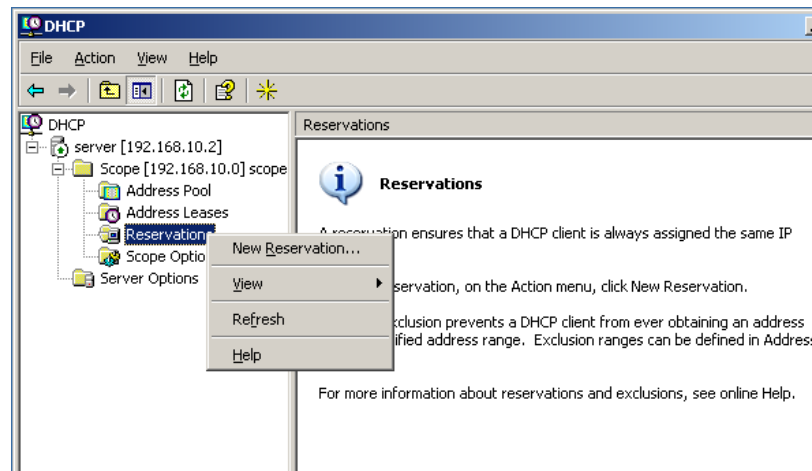 DHCP
File Action View Help
DHCP
server [192.168.10.2]
Scope [192.168.10.0] scope
Address Pool
Address Leases
Reservation
Scope Optio
Server Options
New Reservation...
View
Refresh
Help
Reservations
Reservations
A reservation ensures that a DHCP client is always assigned the same IP
servation, on the Action menu, click New Reservation.
xclusion prevents a DHCP client from ever obtaining an address
ified address range. Exclusion ranges can be defined in Address
For more information about reservations and exclusions, see online Help.